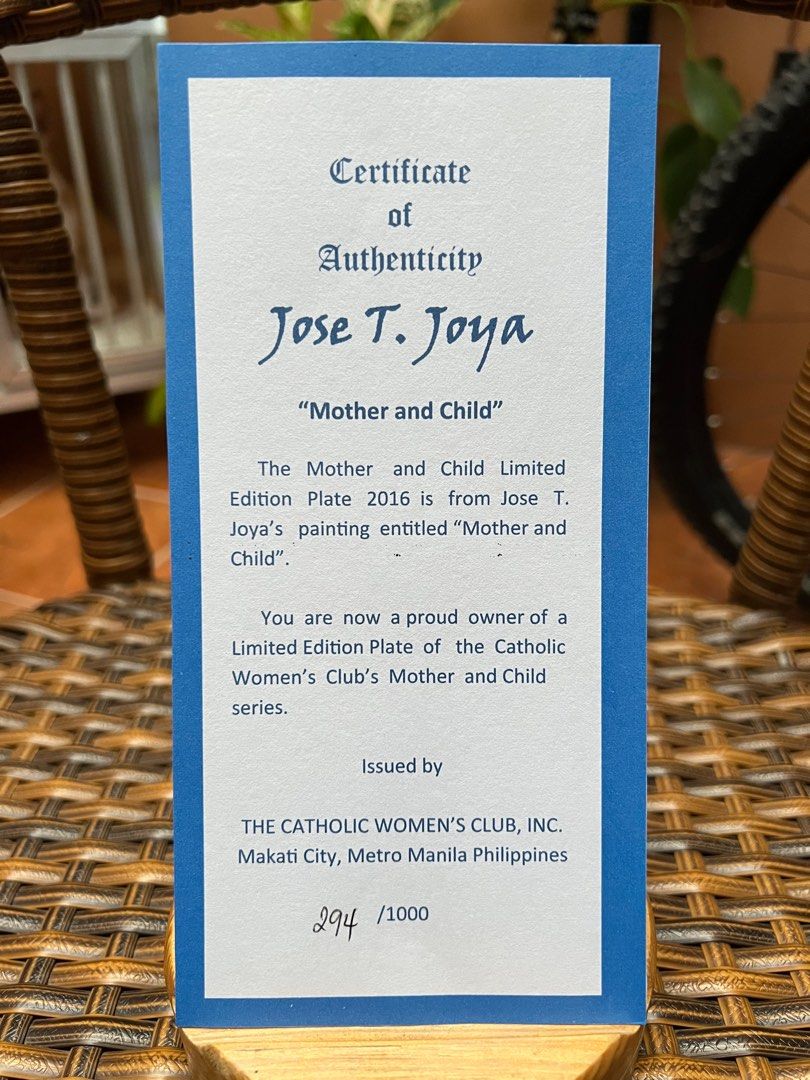 Certificate
of
Authenticity
Jose T. Joya
“Mother and Child”
The Mother and Child Limited
Edition Plate 2016 is from Jose T.
Joya’s painting entitled “Mother and
Child”.
You are now a proud owner of a
Limited Edition Plate of the Catholic
Women’s Club’s Mother and Child
series.
Issued by
THE CATHOLIC WOMEN’S CLUB, INC.
Makati City, Metro Manila Philippines
294 /1000